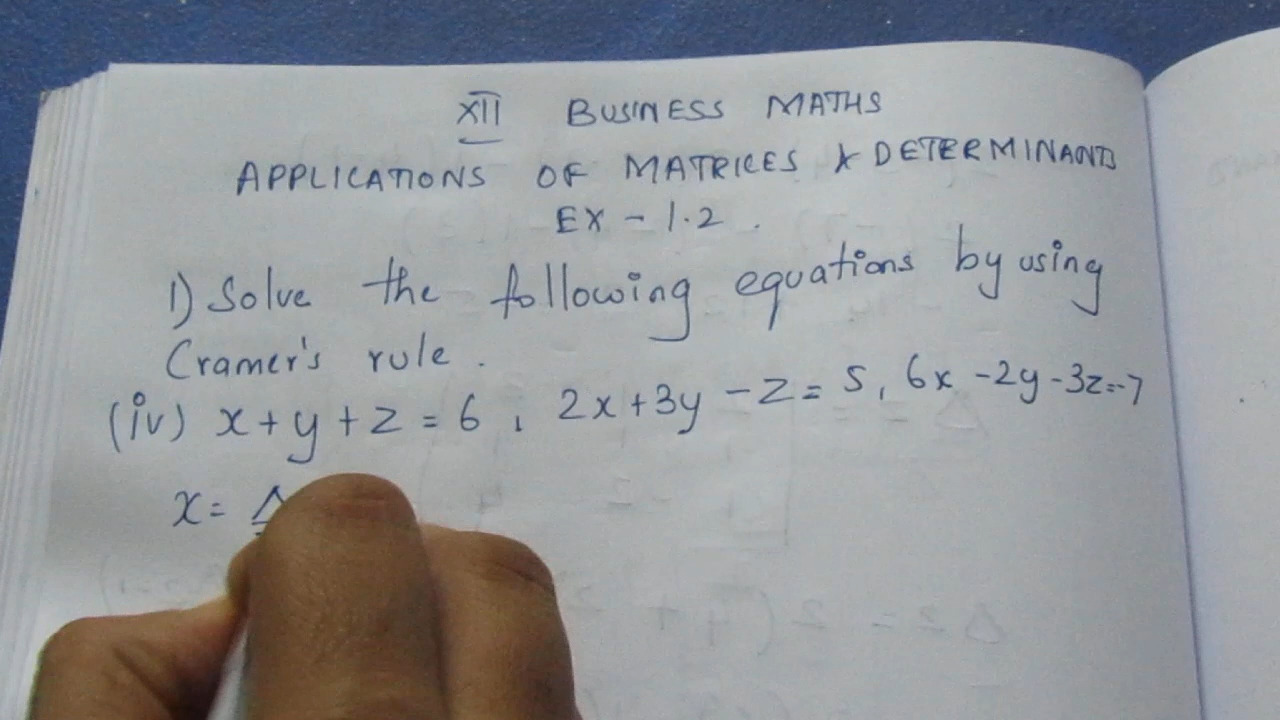 XII BUSINESS MATHS
APPLICATIONS OF MATRICES & DETERMINANTS
EX - 1.2 .
1) Solve the following equations by using
Cramer's rule .
(iv) x + y + z = 6 , 2x + 3y - z = 5 , 6x - 2y - 3z = -7
x = Δ